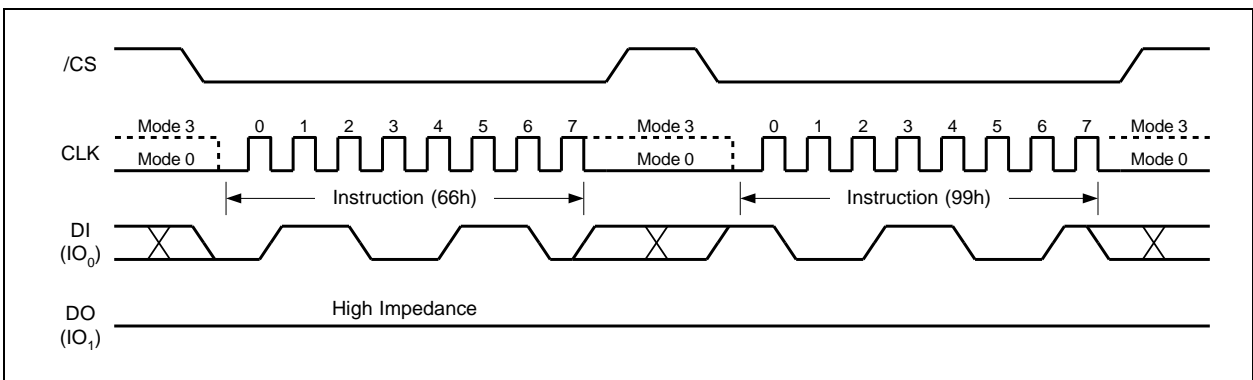 /CS
CLK
Mode 3 0 1 2 3 4 5 6 7 Mode 3 0 1 2 3 4 5 6 7 Mode 3
Mode 0 Mode 0 Mode 0
Instruction (66h) Instruction (99h)
DI
(IO₀)
DO
(IO₁)
High Impedance